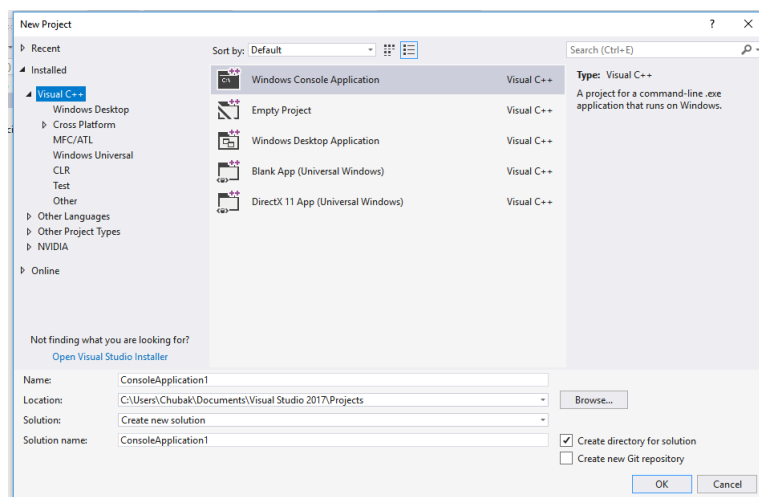 New Project
?
Recent
Installed
Visual C++
Windows Desktop
Cross Platform
MFC/ATL
Windows Universal
CLR
Test
Other
Other Languages
Other Project Types
NVIDIA
Online
Not finding what you are looking for?
Open Visual Studio Installer
Sort by: Default
Windows Console Application Visual C++
Empty Project Visual C++
Windows Desktop Application Visual C++
Blank App (Universal Windows) Visual C++
DirectX 11 App (Universal Windows) Visual C++
Search (Ctrl+E)
Type: Visual C++
A project for a command-line .exe
application that runs on Windows.
Name: ConsoleApplication1
Location: C:\Users\Chubak\Documents\Visual Studio 2017\Projects
Browse...
Solution: Create new solution
Solution name: ConsoleApplication1
Create directory for solution
Create new Git repository
OK Cancel